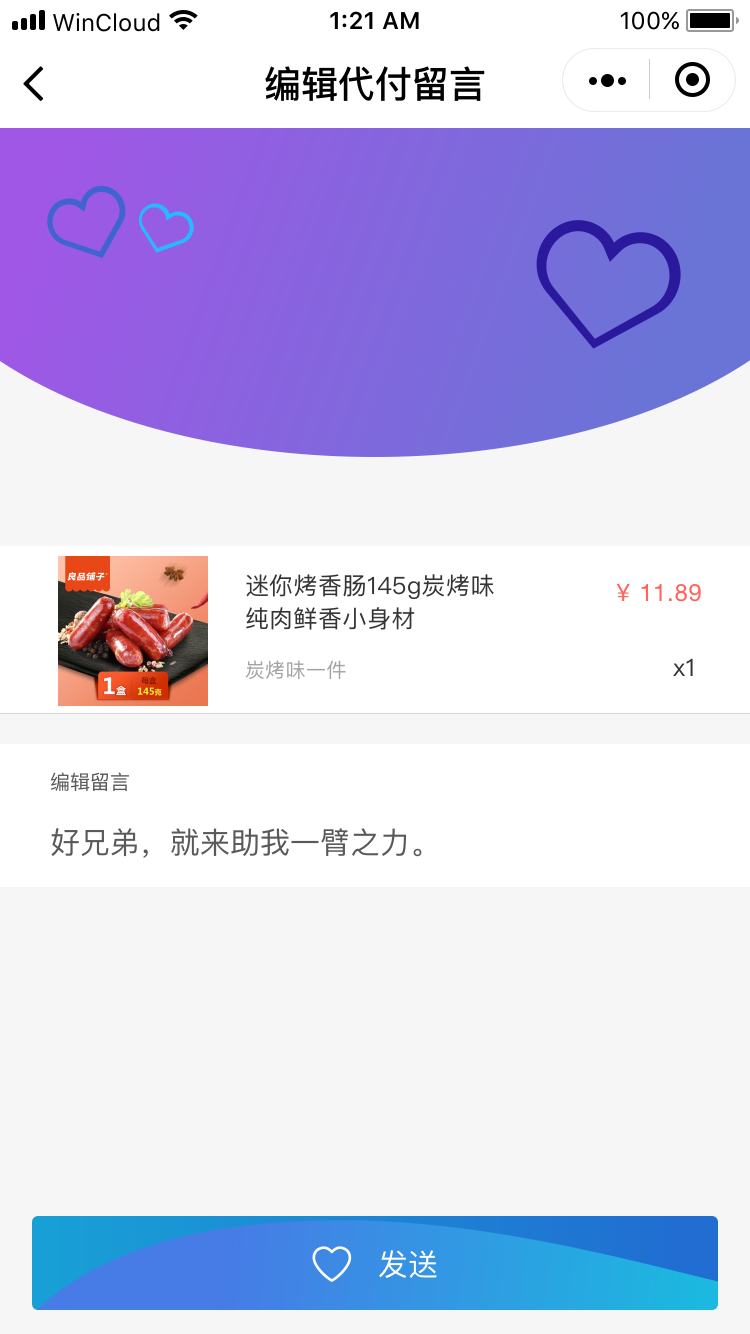 WinCloud 1:21 AM 100%
编辑代付留言
良品铺子
迷你烤香肠145g炭烤味
纯肉鲜香小身材
¥ 11.89
炭烤味一件
x1
1盒
每盒
145克
编辑留言
好兄弟，就来助我一臂之力。
发送